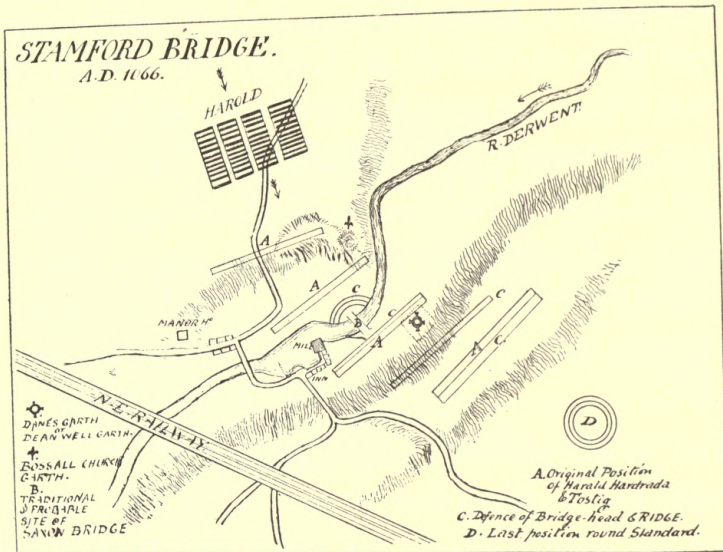 STAMFORD BRIDGE.
A.D. 1066.
HAROLD
R. DERWENT.
A
A
C
B
C
A
C
A C.
MANOR Ho
MILL
INN
N.E. RAILWAY.
D
DANES GARTH
or
DEAN WELL GARTH.
BOSSALL CHURCH
GARTH.
B.
TRADITIONAL
& PROBABLE
SITE OF
SAXON BRIDGE
A. Original Position
of Harald Hardrada
& Tostig
C. Defence of Bridge-head & RIDGE.
D. Last position round Standard.